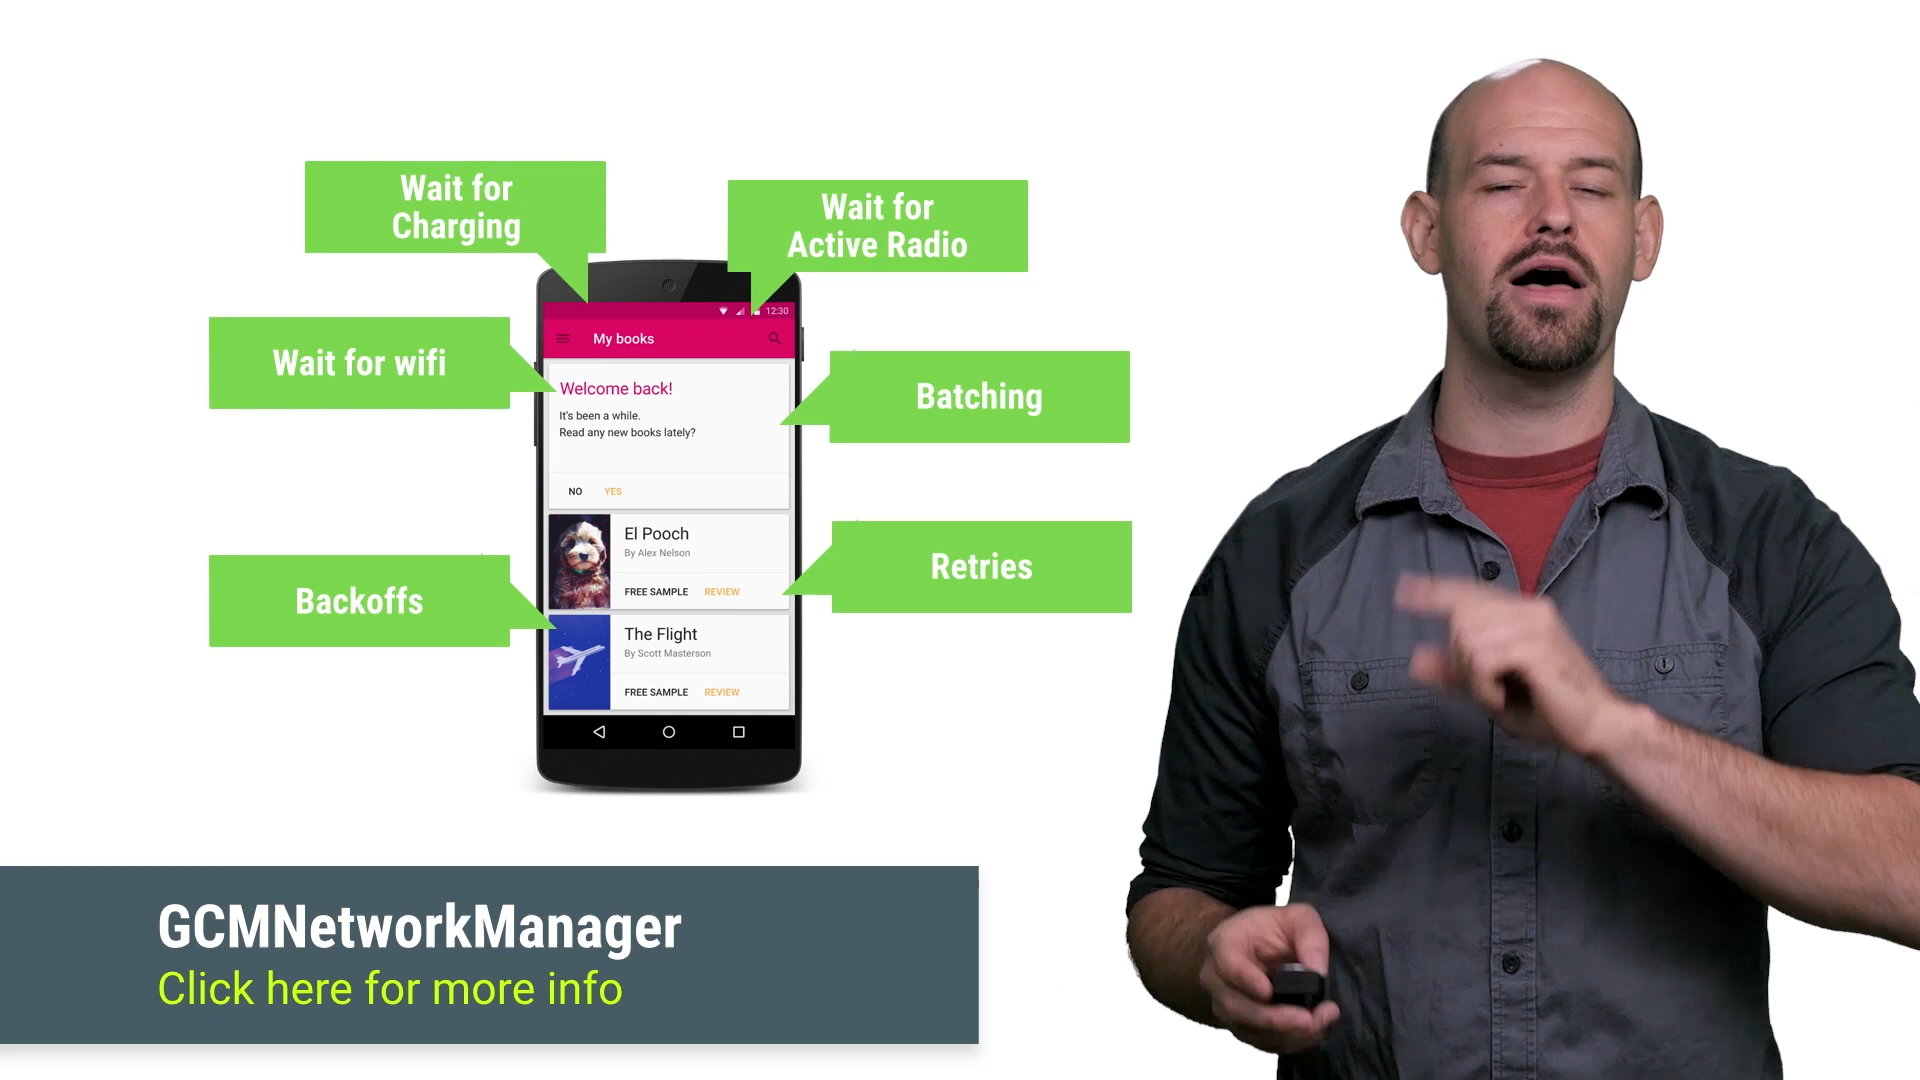 Wait for
Charging
Wait for
Active Radio
Wait for wifi
Batching
Backoffs
Retries
12:30
My books
Welcome back!
It's been a while.
Read any new books lately?
NO YES
El Pooch
By Alex Nelson
FREE SAMPLE REVIEW
The Flight
By Scott Masterson
FREE SAMPLE REVIEW
GCMNetworkManager
Click here for more info